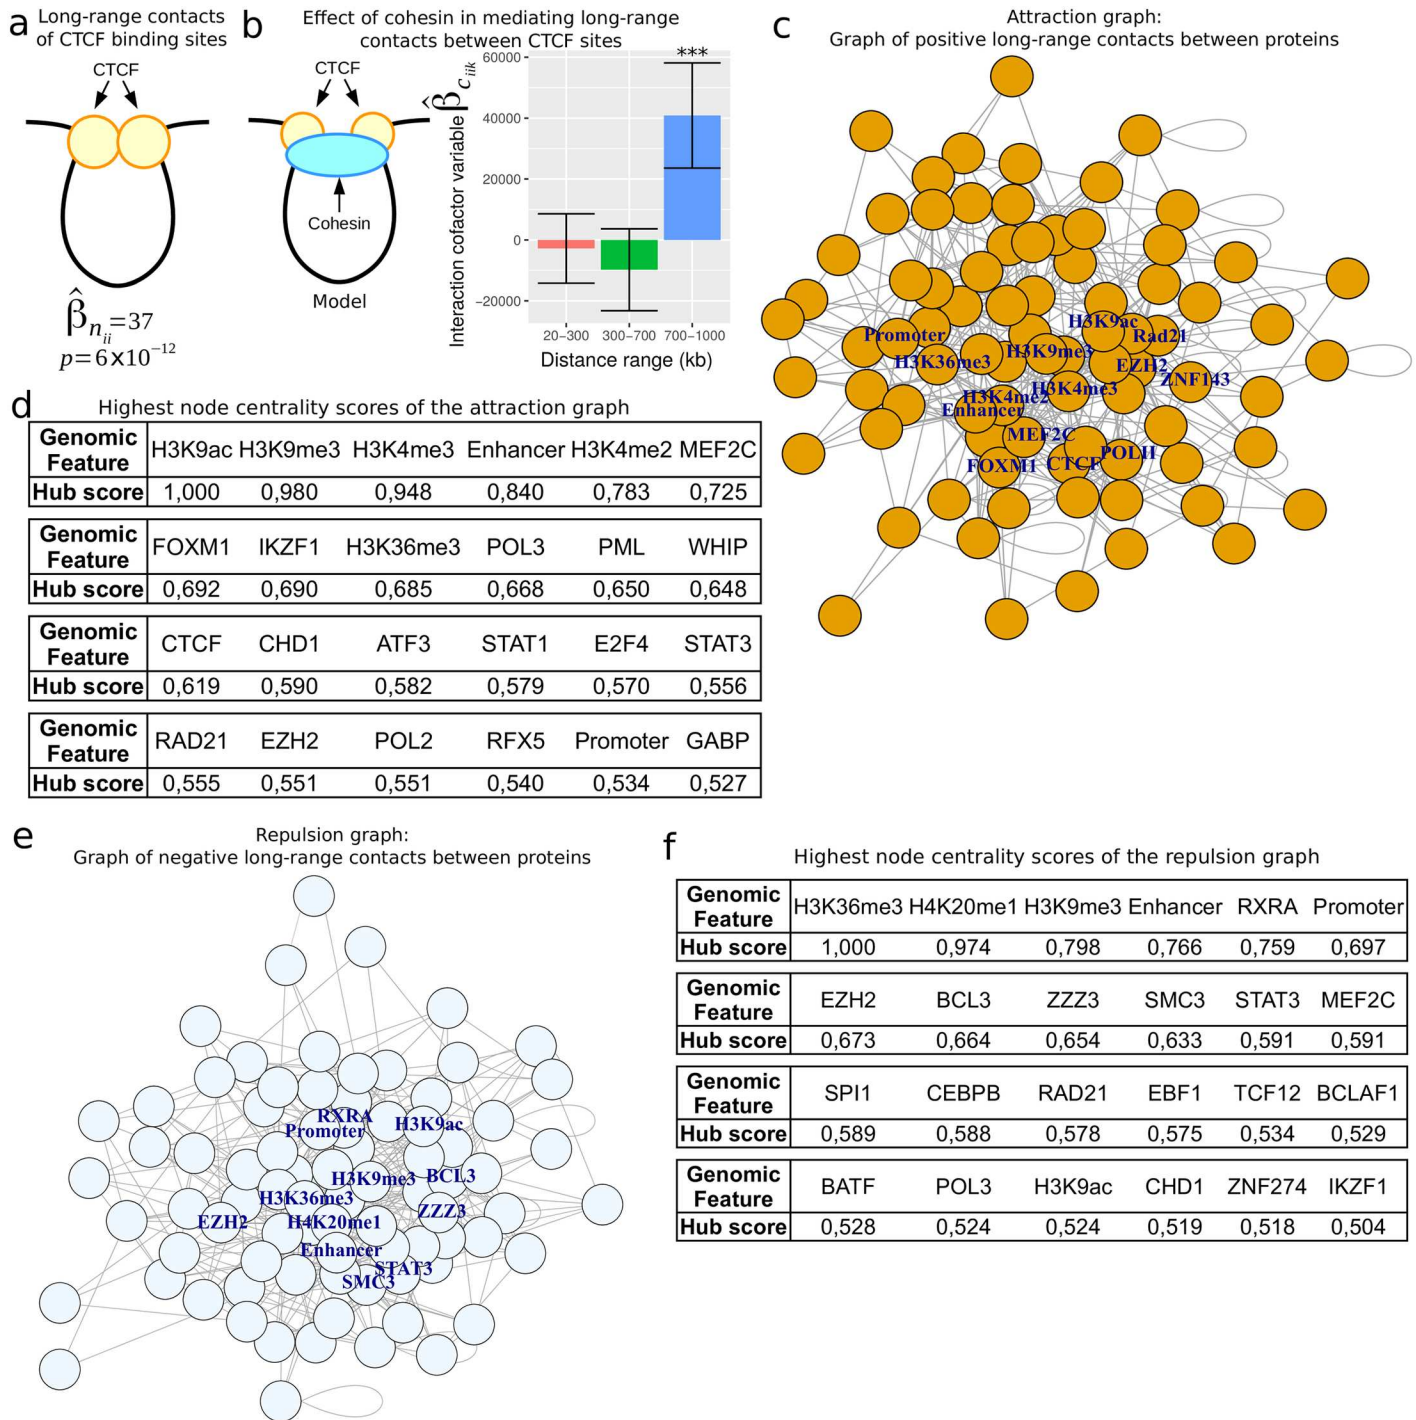 a
Long-range contacts
of CTCF binding sites
CTCF
β̂nii=37
p=6×10−12
b
Effect of cohesin in mediating long-range
contacts between CTCF sites
CTCF
Cohesin
Model
Interaction cofactor variable β̂ciik
60000
40000
20000
0
−20000
***
20−300 300−700 700−1000
Distance range (kb)
c
Attraction graph:
Graph of positive long-range contacts between proteins
H3K9ac
Promoter
Rad21
H3K36me3
H3K9me3
EZH2
ZNF143
H3K4me3
H3K4me2
Enhancer
MEF2C
POLII
FOXM1
CTCF
d
Highest node centrality scores of the attraction graph
Genomic Feature H3K9ac H3K9me3 H3K4me3 Enhancer H3K4me2 MEF2C
Hub score 1,000 0,980 0,948 0,840 0,783 0,725
Genomic Feature FOXM1 IKZF1 H3K36me3 POL3 PML WHIP
Hub score 0,692 0,690 0,685 0,668 0,650 0,648
Genomic Feature CTCF CHD1 ATF3 STAT1 E2F4 STAT3
Hub score 0,619 0,590 0,582 0,579 0,570 0,556
Genomic Feature RAD21 EZH2 POL2 RFX5 Promoter GABP
Hub score 0,555 0,551 0,551 0,540 0,534 0,527
e
Repulsion graph:
Graph of negative long-range contacts between proteins
RXRA
Promoter
H3K9ac
H3K9me3
BCL3
H3K36me3
EZH2
H4K20me1
ZZZ3
Enhancer
STAT3
SMC3
f
Highest node centrality scores of the repulsion graph
Genomic Feature H3K36me3 H4K20me1 H3K9me3 Enhancer RXRA Promoter
Hub score 1,000 0,974 0,798 0,766 0,759 0,697
Genomic Feature EZH2 BCL3 ZZZ3 SMC3 STAT3 MEF2C
Hub score 0,673 0,664 0,654 0,633 0,591 0,591
Genomic Feature SPI1 CEBPB RAD21 EBF1 TCF12 BCLAF1
Hub score 0,589 0,588 0,578 0,575 0,534 0,529
Genomic Feature BATF POL3 H3K9ac CHD1 ZNF274 IKZF1
Hub score 0,528 0,524 0,524 0,519 0,518 0,504